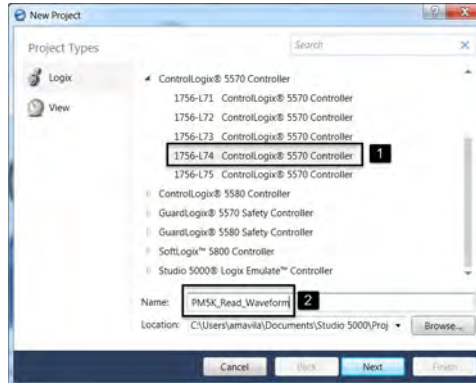 New Project
Project Types
Search
Logix
View
ControlLogix® 5570 Controller
1756-L71 ControlLogix® 5570 Controller
1756-L72 ControlLogix® 5570 Controller
1756-L73 ControlLogix® 5570 Controller
1756-L74 ControlLogix® 5570 Controller
1
1756-L75 ControlLogix® 5570 Controller
ControlLogix® 5580 Controller
GuardLogix® 5570 Safety Controller
GuardLogix® 5580 Safety Controller
SoftLogix™ 5800 Controller
Studio 5000® Logix Emulate™ Controller
Name: PM5K_Read_Waveform
2
Location: C:\Users\amavila\Documents\Studio 5000\Proj
Browse...
Cancel
Back
Next
Finish